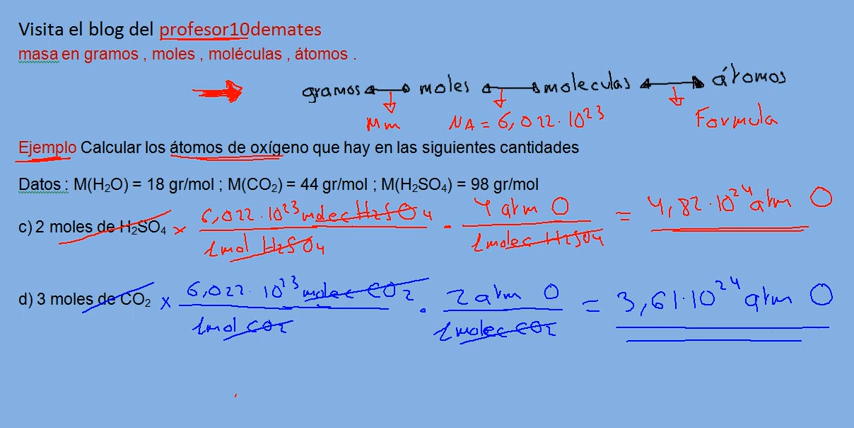 Visita el blog del profesor10demates
masa en gramos , moles , moléculas , átomos .
gramos moles moleculas átomos
Mm NA = 6,022·10²³ Formula
Ejemplo Calcular los átomos de oxígeno que hay en las siguientes cantidades
Datos : M(H₂O) = 18 gr/mol ; M(CO₂) = 44 gr/mol ; M(H₂SO₄) = 98 gr/mol
6,022·10²³ molec H₂SO₄ 4 atm O
c) 2 moles de H₂SO₄ x · = 4,82·10²⁴ atm O
1 mol H₂SO₄ 1 molec H₂SO₄
6,022·10²³ molec CO₂ 2 atm O
d) 3 moles de CO₂ x · = 3,61·10²⁴ atm O
1 mol CO₂ 1 molec CO₂